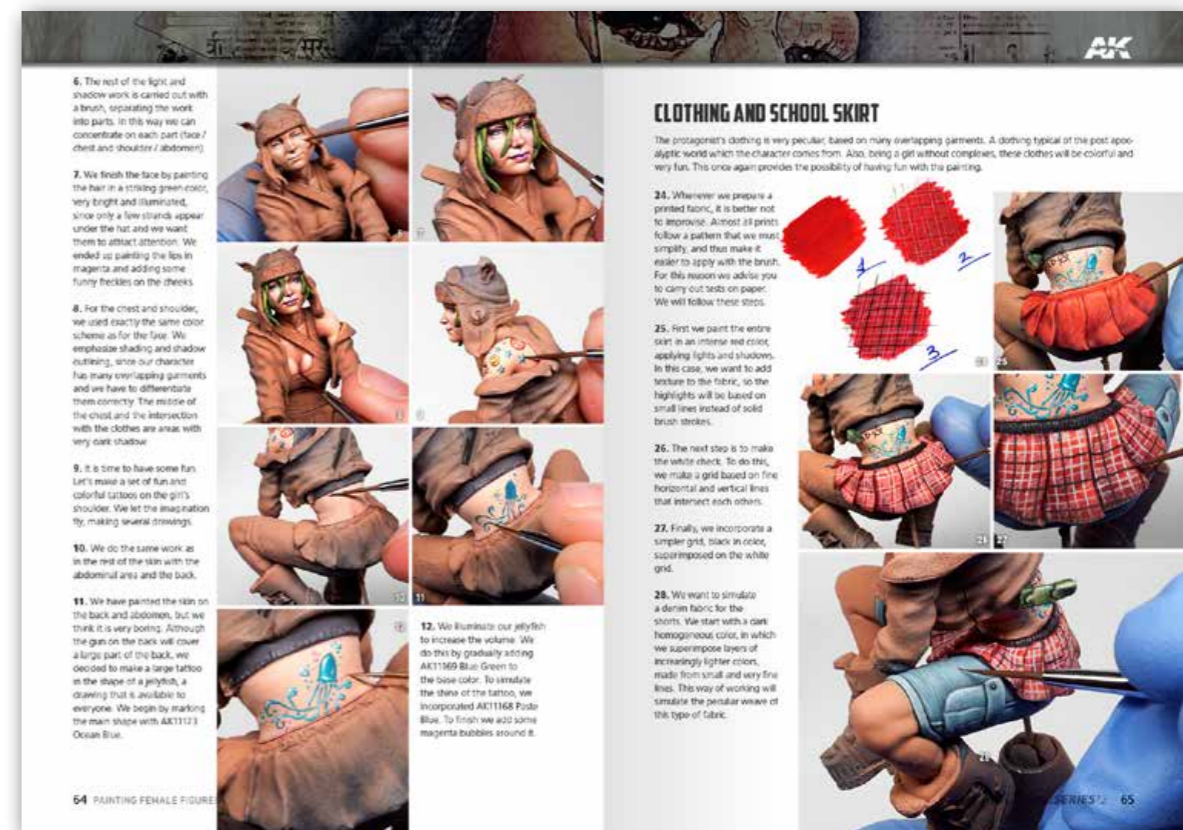 AK
6. The rest of the light and
shadow work is carried out with
a brush, separating the work
into parts. In this way we can
concentrate on each part (face /
chest and shoulder / abdomen).
7. We finish the face by painting
the hair in a striking green color,
very bright and illuminated,
since only a few strands appear
under the hat and we want
them to attract attention. We
ended up painting the lips in
magenta and adding some
funny freckles on the cheeks.
8. For the chest and shoulder,
we used exactly the same color
scheme as for the face. We
emphasize shading and shadow
outlining, since our character
has many overlapping garments
and we have to differentiate
them correctly. The middle of
the chest and the intersection
with the clothes are areas with
very dark shadow.
9. It is time to have some fun.
Let's make a set of fun and
colorful tattoos on the girl's
shoulder. We let the imagination
fly, making several drawings.
10. We do the same work as
in the rest of the skin with the
abdominal area and the back.
11. We have painted the skin on
the back and abdomen, but we
think it is very boring. Although
the gun on the back will cover
a large part of the back, we
decided to make a large tattoo
in the shape of a jellyfish, a
drawing that is available to
everyone. We begin by marking
the main shape with AK11173
Ocean Blue.
11
12. We illuminate our jellyfish
to increase the volume. We
do this by gradually adding
AK11169 Blue Green to
the base color. To simulate
the shine of the tattoo, we
incorporated AK11168 Paste
Blue. To finish we add some
magenta bubbles around it.
64 PAINTING FEMALE FIGURES
CLOTHING AND SCHOOL SKIRT
The protagonist's clothing is very peculiar, based on many overlapping garments. A clothing typical of the post apoc-
alyptic world which the character comes from. Also, being a girl without complexes, these clothes will be colorful and
very fun. This once again provides the possibility of having fun with the painting.
24. Whenever we prepare a
printed fabric, it is better not
to improvise. Almost all prints
follow a pattern that we must
simplify, and thus make it
easier to apply with the brush.
For this reason we advise you
to carry out tests on paper.
We will follow these steps.
25. First we paint the entire
skirt in an intense red color,
applying lights and shadows.
In this case, we want to add
texture to the fabric, so the
highlights will be based on
small lines instead of solid
brush strokes.
26. The next step is to make
the white check. To do this,
we make a grid based on fine
horizontal and vertical lines
that intersect each others.
27. Finally, we incorporate a
simpler grid, black in color,
superimposed on the white
grid.
28. We want to simulate
a denim fabric for the
shorts. We start with a dark
homogeneous color, in which
we superimpose layers of
increasingly lighter colors,
made from small and very fine
lines. This way of working will
simulate the peculiar weave of
this type of fabric.
1
2
3
25
26
27
28
65